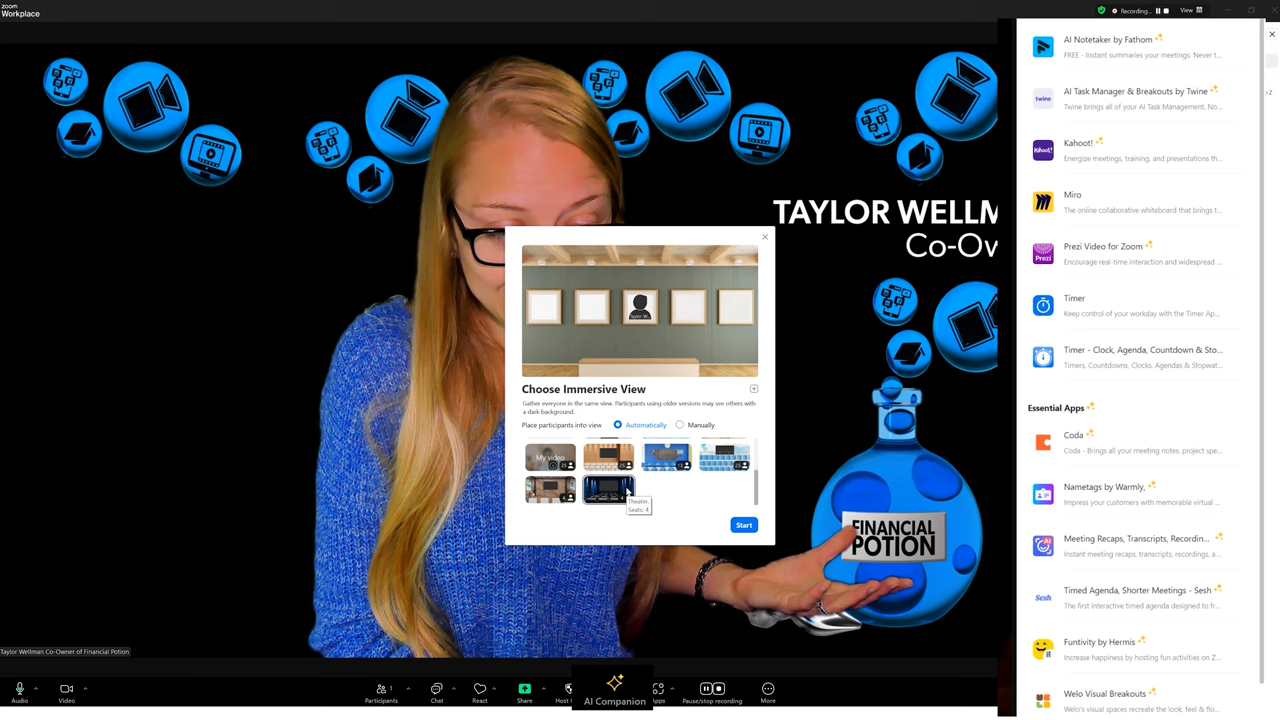 zoom
Workplace
Recording...
View
TAYLOR WELLM
Co-Ow
FINANCIAL
POTION
Taylor W...
Choose Immersive View
Gather everyone in the same view. Participants using older versions may see others with
a dark background.
Place participants into view
Automatically
Manually
My video
Theater,
Seats: 4
Start
AI Notetaker by Fathom
FREE - Instant summaries your meetings. Never t...
twine
AI Task Manager & Breakouts by Twine
Twine brings all of your AI Task Management, No...
Kahoot!
Kahoot!
Energize meetings, training, and presentations th...
Miro
The online collaborative whiteboard that brings t...
Prezi
Prezi Video for Zoom
Encourage real-time interaction and widespread ...
Timer
Keep control of your workday with the Timer Ap...
Timer - Clock, Agenda, Countdown & Sto...
Timers, Countdowns, Clocks, Agendas & Stopwat...
Essential Apps
Coda
Coda - Brings all your meeting notes, project spe...
Nametags by Warmly,
Impress your customers with memorable virtual ...
AI
Meeting Recaps, Transcripts, Recordin...
Instant meeting recaps, transcripts, recordings, a...
Sesh
Timed Agenda, Shorter Meetings - Sesh
The first interactive timed agenda designed to fr...
Funtivity by Hermis
Increase happiness by hosting fun activities on Z...
Welo Visual Breakouts
Welo's visual spaces recreate the look, feel & flo...
Taylor Wellman Co-Owner of Financial Potion
Audio
Video
Participants
1
Chat
React
Share
Host
AI Companion
Apps
Pause/stop recording
More